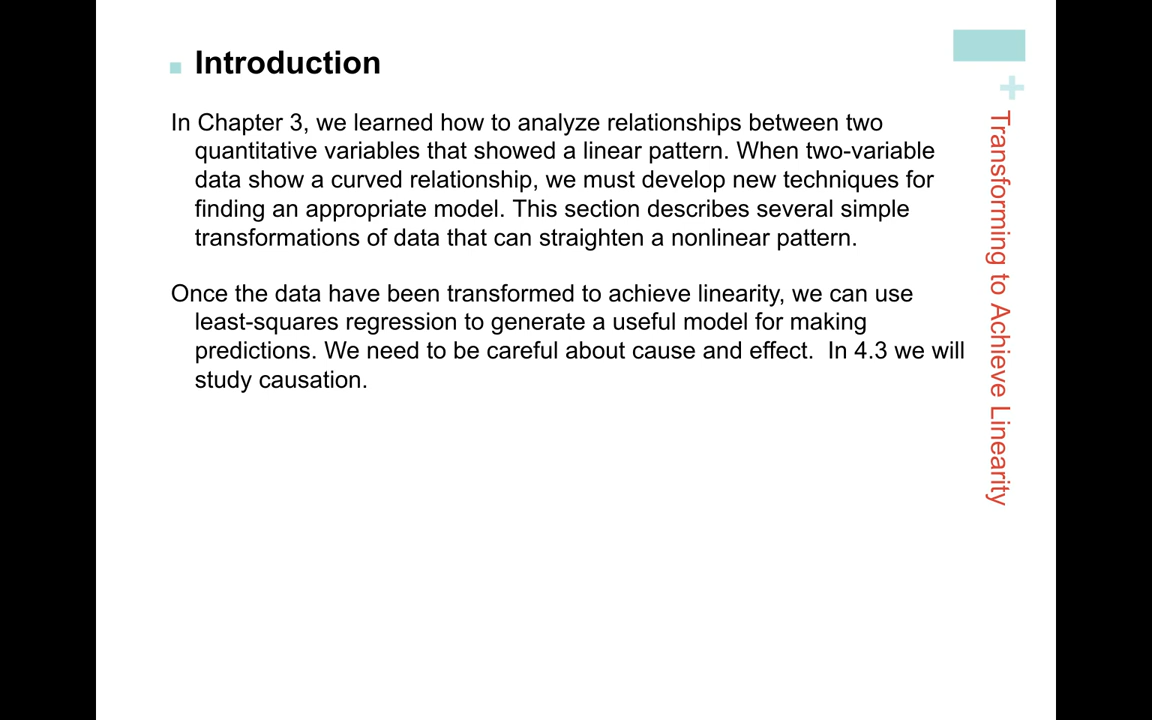 Introduction
In Chapter 3, we learned how to analyze relationships between two
quantitative variables that showed a linear pattern. When two-variable
data show a curved relationship, we must develop new techniques for
finding an appropriate model. This section describes several simple
transformations of data that can straighten a nonlinear pattern.
Once the data have been transformed to achieve linearity, we can use
least-squares regression to generate a useful model for making
predictions. We need to be careful about cause and effect.  In 4.3 we will
study causation.
+
Transforming to Achieve Linearity